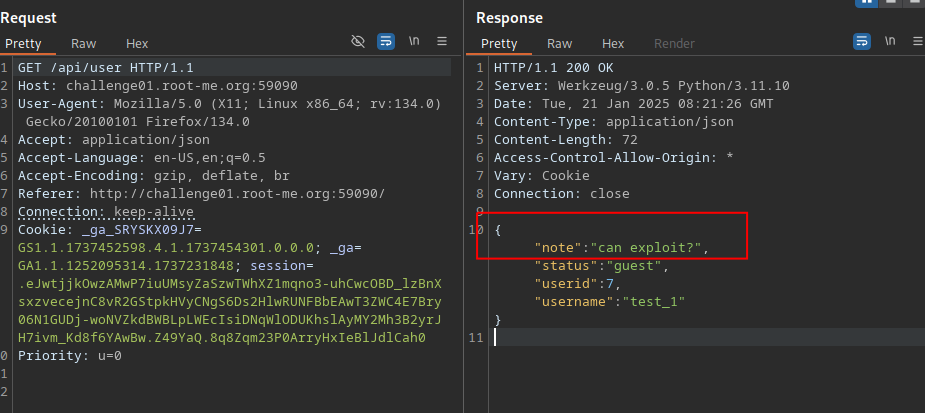 Request
Pretty Raw Hex \n
1 GET /api/user HTTP/1.1
2 Host: challenge01.root-me.org:59090
3 User-Agent: Mozilla/5.0 (X11; Linux x86_64; rv:134.0)
Gecko/20100101 Firefox/134.0
4 Accept: application/json
5 Accept-Language: en-US,en;q=0.5
6 Accept-Encoding: gzip, deflate, br
7 Referer: http://challenge01.root-me.org:59090/
8 Connection: keep-alive
9 Cookie: _ga_SRYSKX09J7=
GS1.1.1737452598.4.1.1737454301.0.0.0; _ga=
GA1.1.1252095314.1737231848; session=
.eJwtjjkOwzAMwP7iuUMsyZaSzwTWhXZ1mqno3-uhCwcOBD_lzBnX
sxzvecejnC8vR2GStpkHVyCNgS6Ds2HlwRUNFBbEAwT3ZWC4E7Bry
06N1GUDj-woNVZkdBWBLpLWEcIsiDNqWlODUKhslAyMY2Mh3B2yrJ
H7ivm_Kd8f6YAwBw.Z49YaQ.8q8Zqm23P0ArryHxIeBlJdlCah0
0 Priority: u=0
1
2
Response
Pretty Raw Hex Render \n
1 HTTP/1.1 200 OK
2 Server: Werkzeug/3.0.5 Python/3.11.10
3 Date: Tue, 21 Jan 2025 08:21:26 GMT
4 Content-Type: application/json
5 Content-Length: 72
6 Access-Control-Allow-Origin: *
7 Vary: Cookie
8 Connection: close
9
10 {
"note":"can exploit?",
"status":"guest",
"userid":7,
"username":"test_1"
}
11